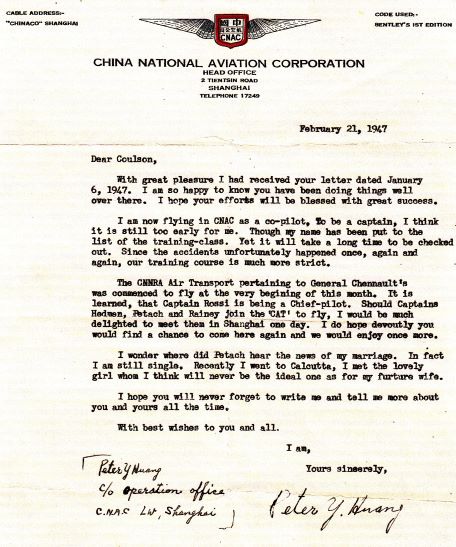 CABLE ADDRESS:-
"CHINACO" SHANGHAI
CODE USED:-
BENTLEY'S 1ST EDITION
國中
CNAC
CHINA NATIONAL AVIATION CORPORATION
HEAD OFFICE
2 TIENTSIN ROAD
SHANGHAI
TELEPHONE 17249
February 21, 1947
Dear Coulson,
With great pleasure I had received your letter dated January
6, 1947. I am so happy to know you have been doing things well
over there. I hope your efforts will be blessed with great success.
I am now flying in CNAC as a co-pilot, To be a captain, I think
it is still too early for me. Though my name has been put to the
list of the training-class. Yet it will take a long time to be checked
out. Since the accidents unfortunately happened once, again and
again, our training course is much more strict.
The CNNRA Air Transport pertaining to General Chennault's
was commenced to fly at the very begining of this month. It is
learned, that Captain Rossi is being a Chief-pilot. Should Captains
Hedmen, Petach and Rainey join the 'CAT' to fly, I would be much
delighted to meet them in Shanghai one day. I do hope devoutly you
would find a chance to come here again and we would enjoy once more.
I wonder where did Petach hear the news of my marriage. In fact
I am still single. Recently I went to Calcutta, I met the lovely
girl whom I think will never be the ideal one as for my furture wife.
I hope you will never forget to write me and tell me more about
you and yours all the time.
With best wishes to you and all.
I am,
Yours sincerely,
Peter Y Huang
c/o operation office
C.N.A.C LW, Shanghai
Peter Y. Huang